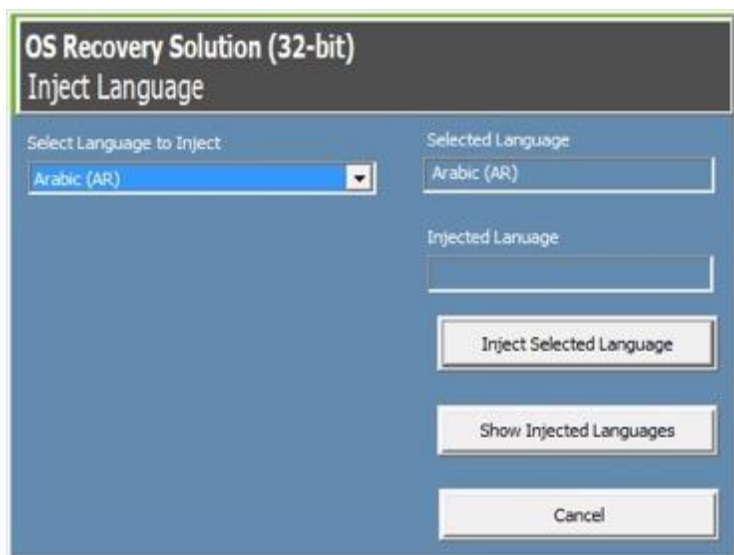 OS Recovery Solution (32-bit)
Inject Language
Select Language to Inject
Arabic (AR)
Selected Language
Arabic (AR)
Injected Lanuage
Inject Selected Language
Show Injected Languages
Cancel